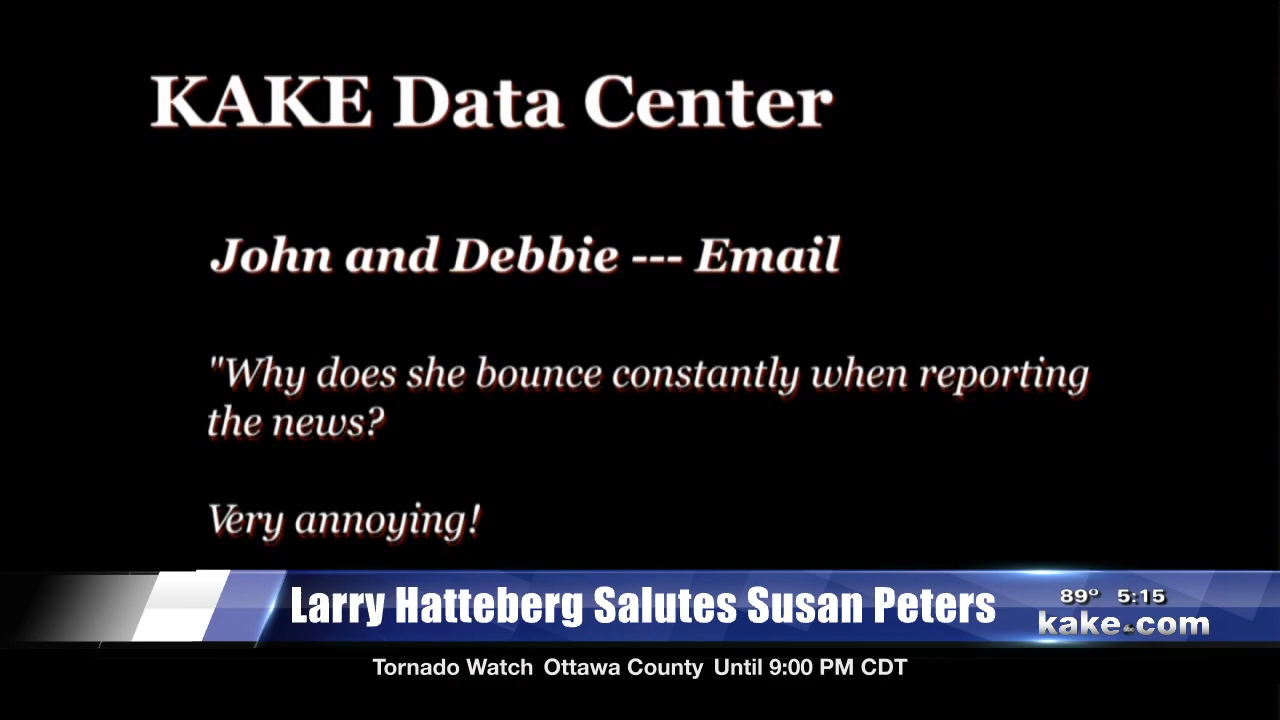 KAKE Data Center
John and Debbie --- Email
"Why does she bounce constantly when reporting
the news?
Very annoying!
Larry Hatteberg Salutes Susan Peters
89° 5:15
kake.com
Tornado Watch Ottawa County Until 9:00 PM CDT